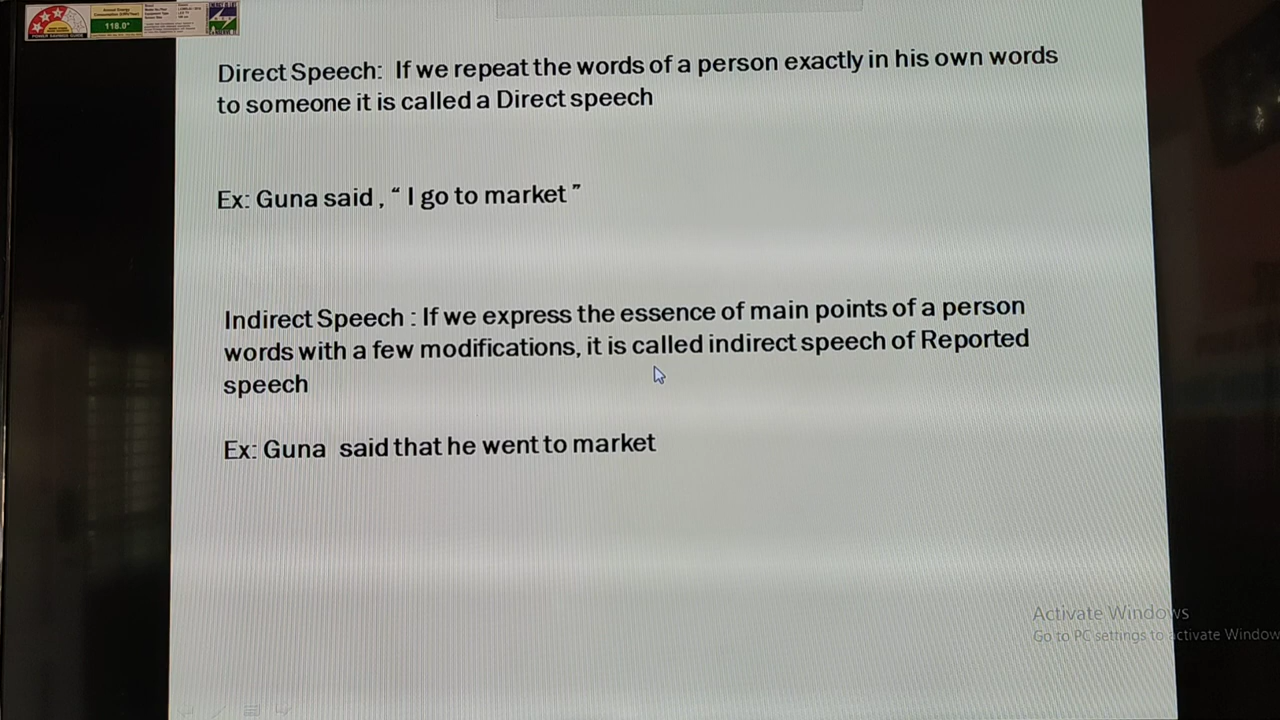 118.0*
Direct Speech: If we repeat the words of a person exactly in his own words
to someone it is called a Direct speech
Ex: Guna said , “ I go to market ”
Indirect Speech : If we express the essence of main points of a person
words with a few modifications, it is called indirect speech of Reported
speech
Ex: Guna said that he went to market
Activate Windows
Go to PC settings to activate Window